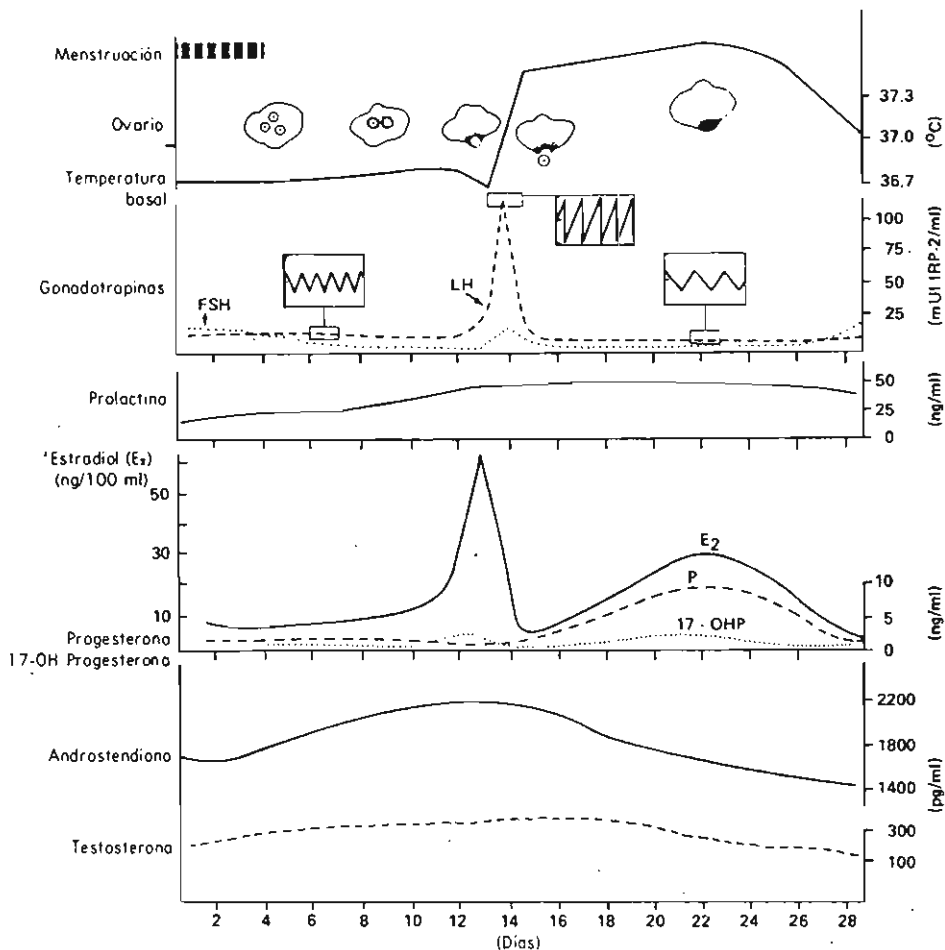 Menstruación
Ovario
Temperatura
basal
37.3
37.0
36.7
(°C)
Gonadotropinas
FSH
LH
100
75
50
25
(mUI IRP-2/ml)
Prolactina
50
25
0
(ng/ml)
Estradiol (E₂)
(ng/100 ml)
50
30
10
E₂
P
17 - OHP
10
5
0
(ng/ml)
Progesterona
17-OH Progesterona
Androstendiona
2200
1800
1400
(pg/ml)
Testosterona
300
100
2 4 6 8 10 12 14 16 18 20 22 24 26 28
(Días)